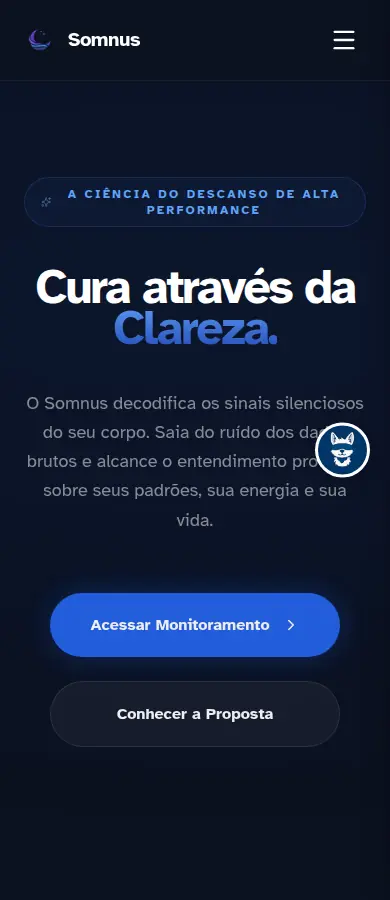 Somnus
A CIÊNCIA DO DESCANSO DE ALTA
PERFORMANCE
Cura através da
Clareza.
O Somnus decodifica os sinais silenciosos
do seu corpo. Saia do ruído dos
brutos e alcance o entendimento
sobre seus padrões, sua energia e sua
vida.
Acessar Monitoramento
Conhecer a Proposta